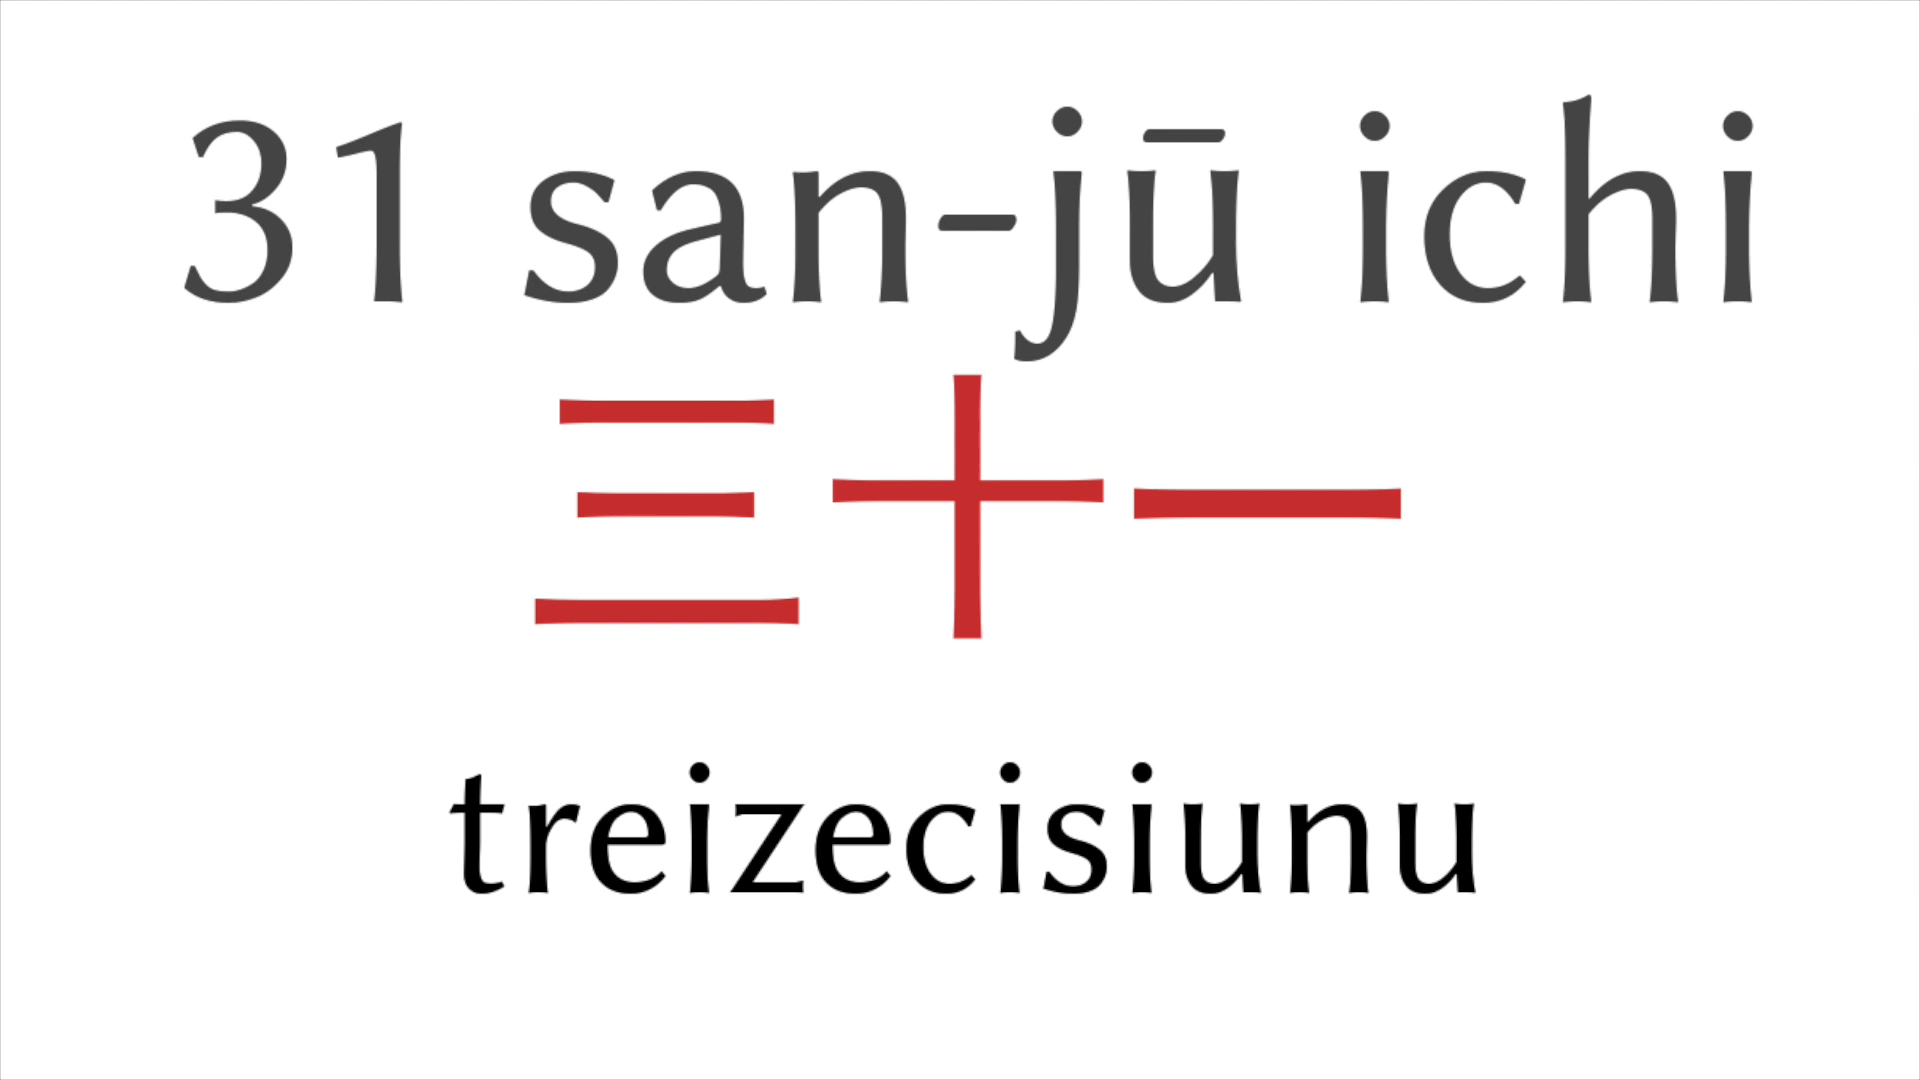 31 san-jū ichi
三十一
treizecisiunu